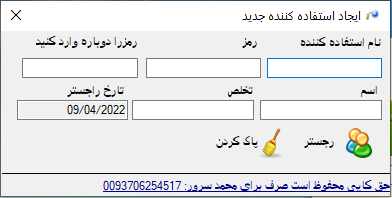 ایجاد استفاده کننده جدید
نام استفاده کننده رمز رمزرا دوباره وارد کنید
اسم تخلص تارخ راجستر
09/04/2022
رجستر پاک کردن
حق کاپی محفوظ است صرف برای محمد سرور: 0093706254517